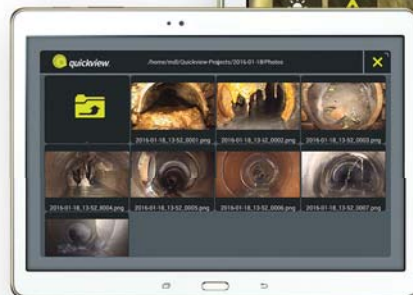 quickview
/home/mdl/Quickview-Projects/2016-01-18/Photos
2016-01-18_13-52_0001.png
2016-01-18_13-52_0002.png
2016-01-18_13-52_0003.png
2016-01-18_13-52_0004.png
2016-01-18_13-52_0005.png
2016-01-18_13-52_0006.png
2016-01-18_13-52_0007.png